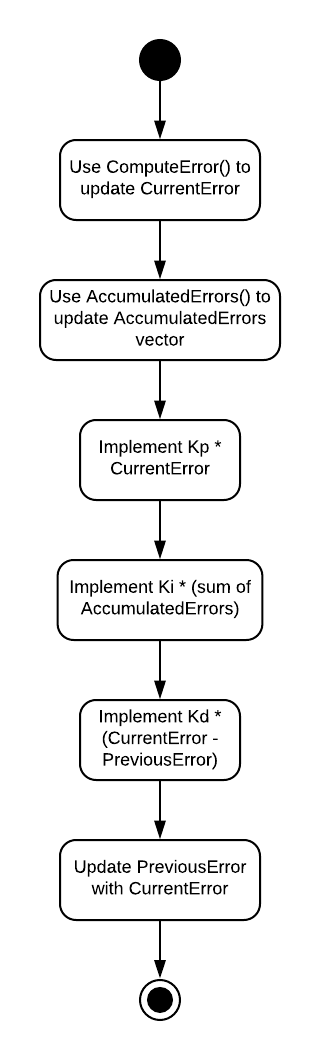 Use ComputeError() to
update CurrentError
Use AccumulatedErrors() to
update AccumulatedErrors
vector
Implement Kp *
CurrentError
Implement Ki * (sum of
AccumulatedErrors)
Implement Kd *
(CurrentError -
PreviousError)
Update PreviousError
with CurrentError